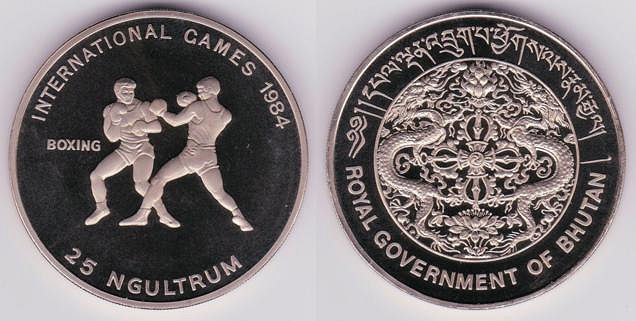 INTERNATIONAL GAMES 1984
BOXING
25 NGULTRUM
ROYAL GOVERNMENT OF BHUTAN